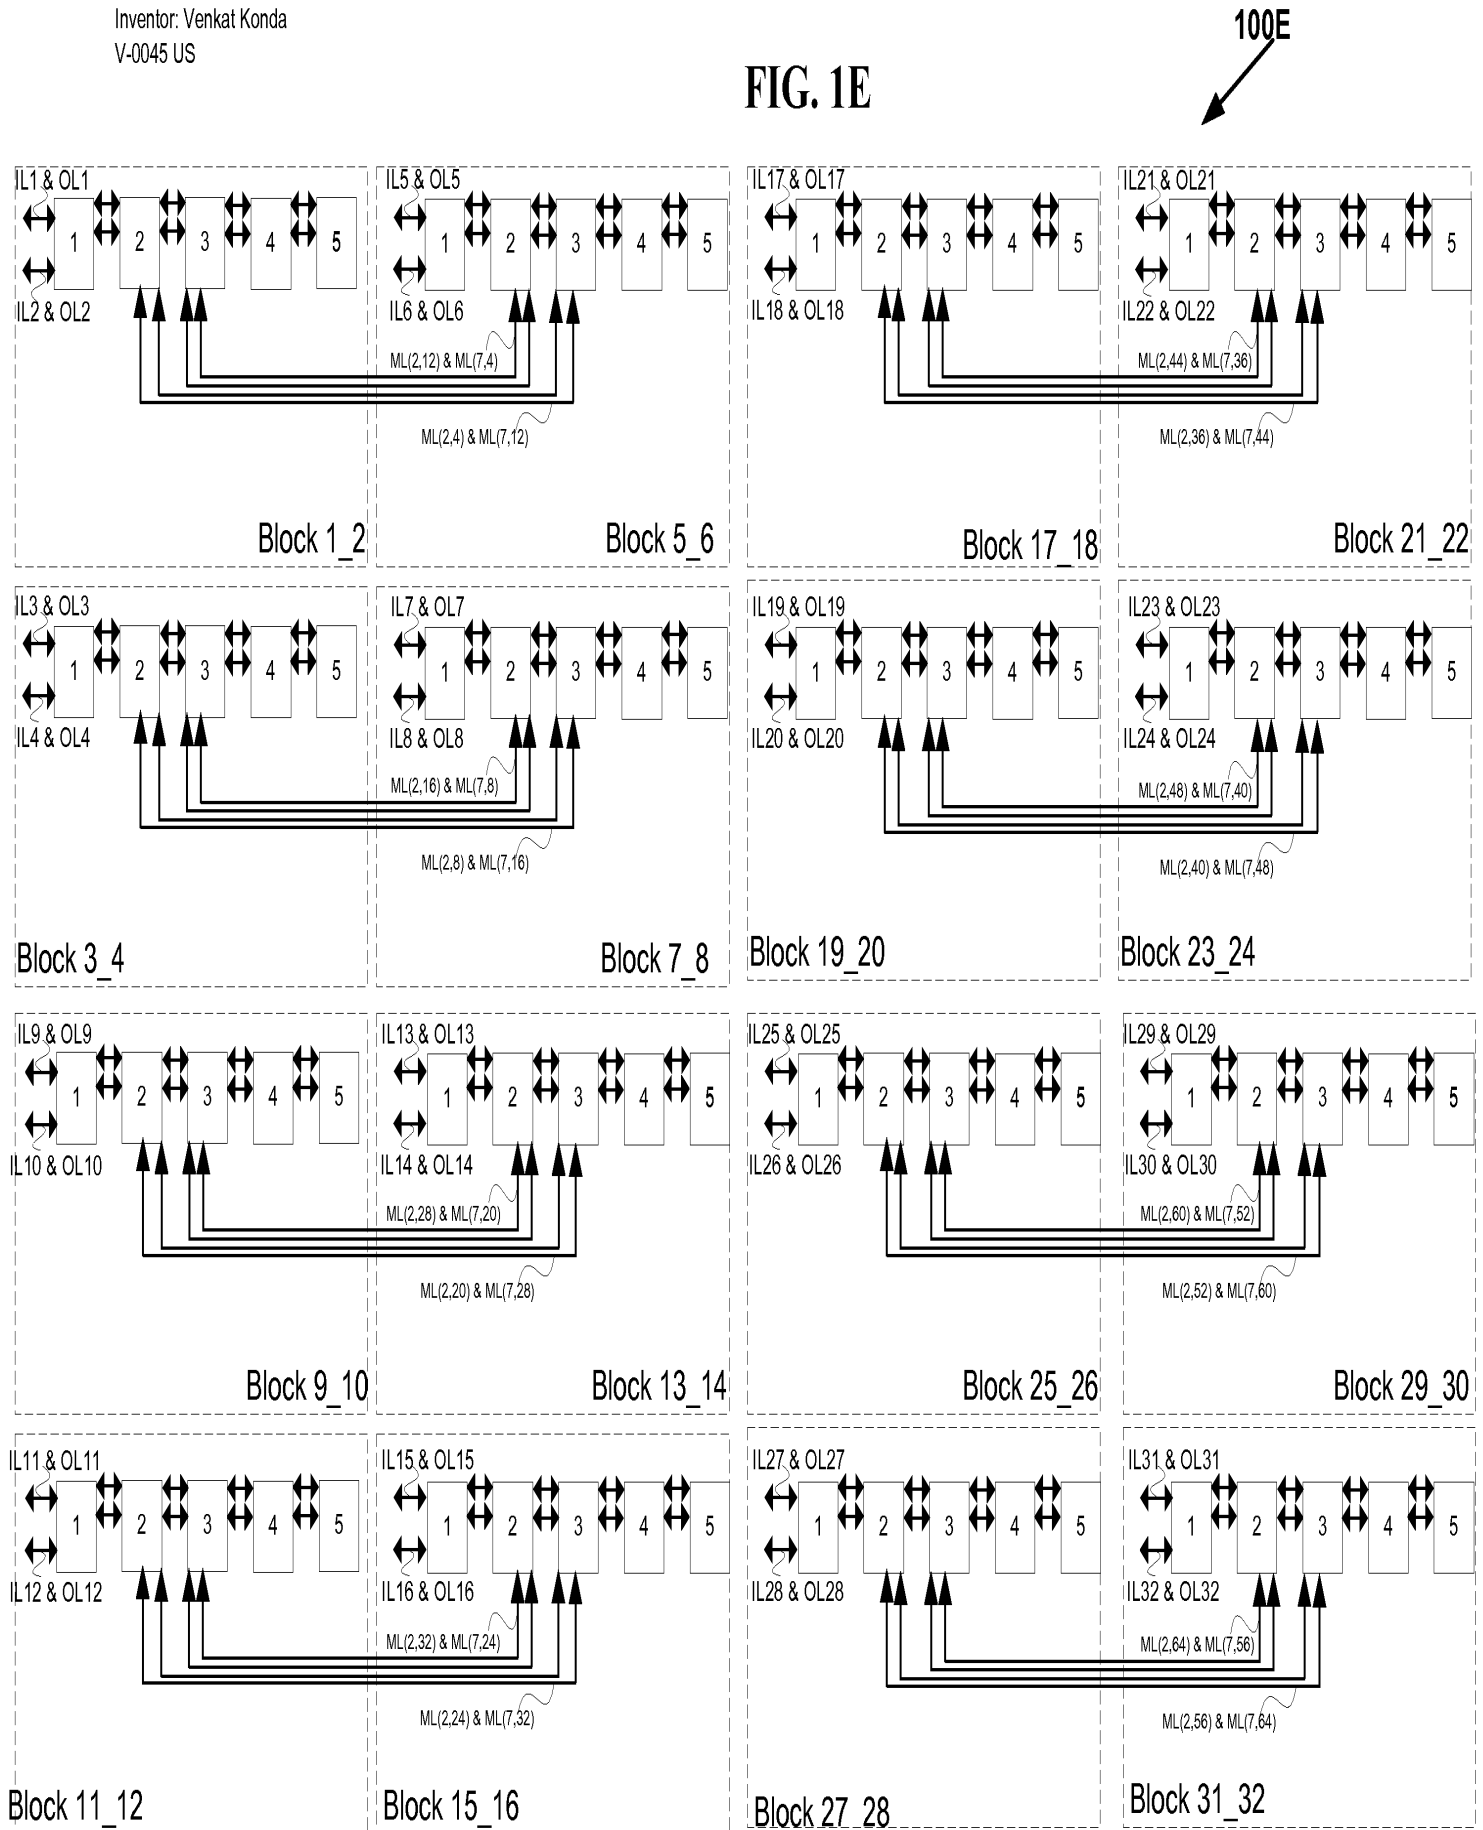 Inventor: Venkat Konda
V-0045 US
100E
FIG. 1E
IL1 & OL1
1 2 3 4 5
IL2 & OL2
ML(2,12) & ML(7,4)
ML(2,4) & ML(7,12)
Block 1_2
IL5 & OL5
1 2 3 4 5
IL6 & OL6
Block 5_6
IL17 & OL17
1 2 3 4 5
IL18 & OL18
Block 17_18
IL21 & OL21
1 2 3 4 5
IL22 & OL22
ML(2,44) & ML(7,36)
ML(2,36) & ML(7,44)
Block 21_22
IL3 & OL3
1 2 3 4 5
IL4 & OL4
Block 3_4
IL7 & OL7
1 2 3 4 5
IL8 & OL8
ML(2,16) & ML(7,8)
ML(2,8) & ML(7,16)
Block 7_8
IL19 & OL19
1 2 3 4 5
IL20 & OL20
Block 19_20
IL23 & OL23
1 2 3 4 5
IL24 & OL24
ML(2,48) & ML(7,40)
ML(2,40) & ML(7,48)
Block 23_24
IL9 & OL9
1 2 3 4 5
IL10 & OL10
Block 9_10
IL13 & OL13
1 2 3 4 5
IL14 & OL14
ML(2,28) & ML(7,20)
ML(2,20) & ML(7,28)
Block 13_14
IL25 & OL25
1 2 3 4 5
IL26 & OL26
Block 25_26
IL29 & OL29
1 2 3 4 5
IL30 & OL30
ML(2,60) & ML(7,52)
ML(2,52) & ML(7,60)
Block 29_30
IL11 & OL11
1 2 3 4 5
IL12 & OL12
Block 11_12
IL15 & OL15
1 2 3 4 5
IL16 & OL16
ML(2,32) & ML(7,24)
ML(2,24) & ML(7,32)
Block 15_16
IL27 & OL27
1 2 3 4 5
IL28 & OL28
Block 27_28
IL31 & OL31
1 2 3 4 5
IL32 & OL32
ML(2,64) & ML(7,56)
ML(2,56) & ML(7,64)
Block 31_32